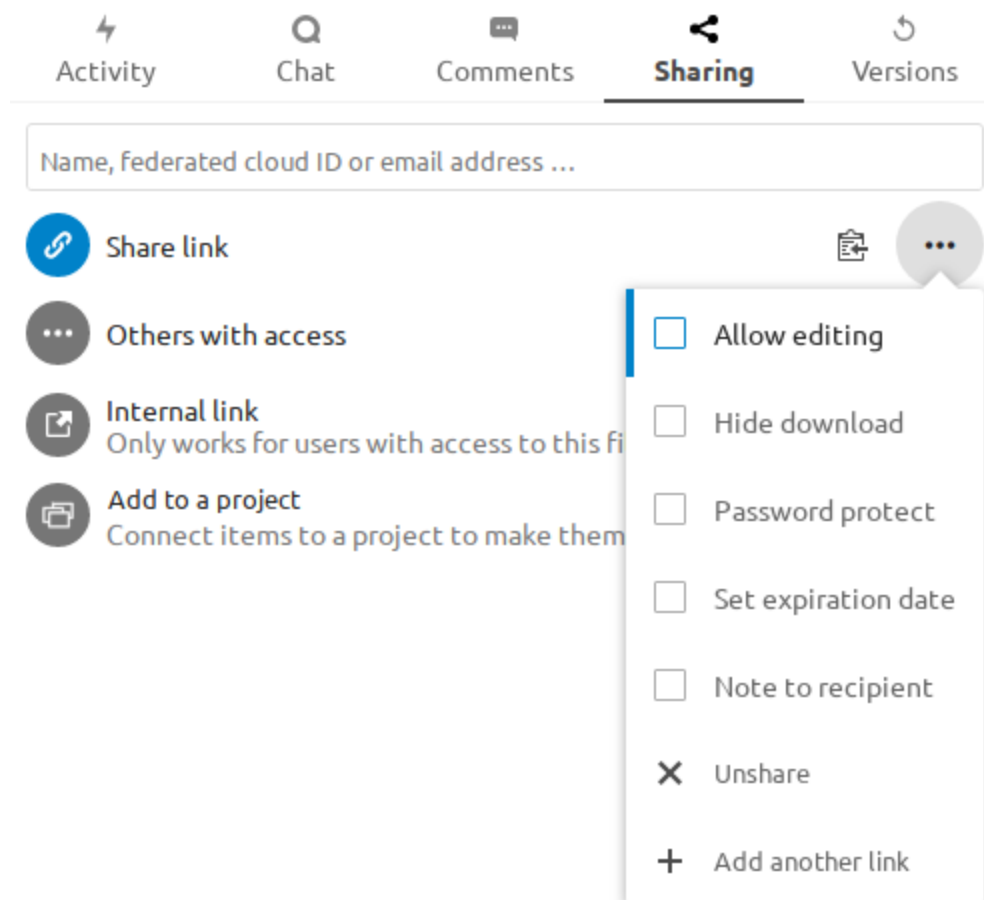 Activity
Chat
Comments
Sharing
Versions
Name, federated cloud ID or email address ...
Share link
Others with access
Internal link
Only works for users with access to this fi
Add to a project
Connect items to a project to make them
Allow editing
Hide download
Password protect
Set expiration date
Note to recipient
Unshare
Add another link